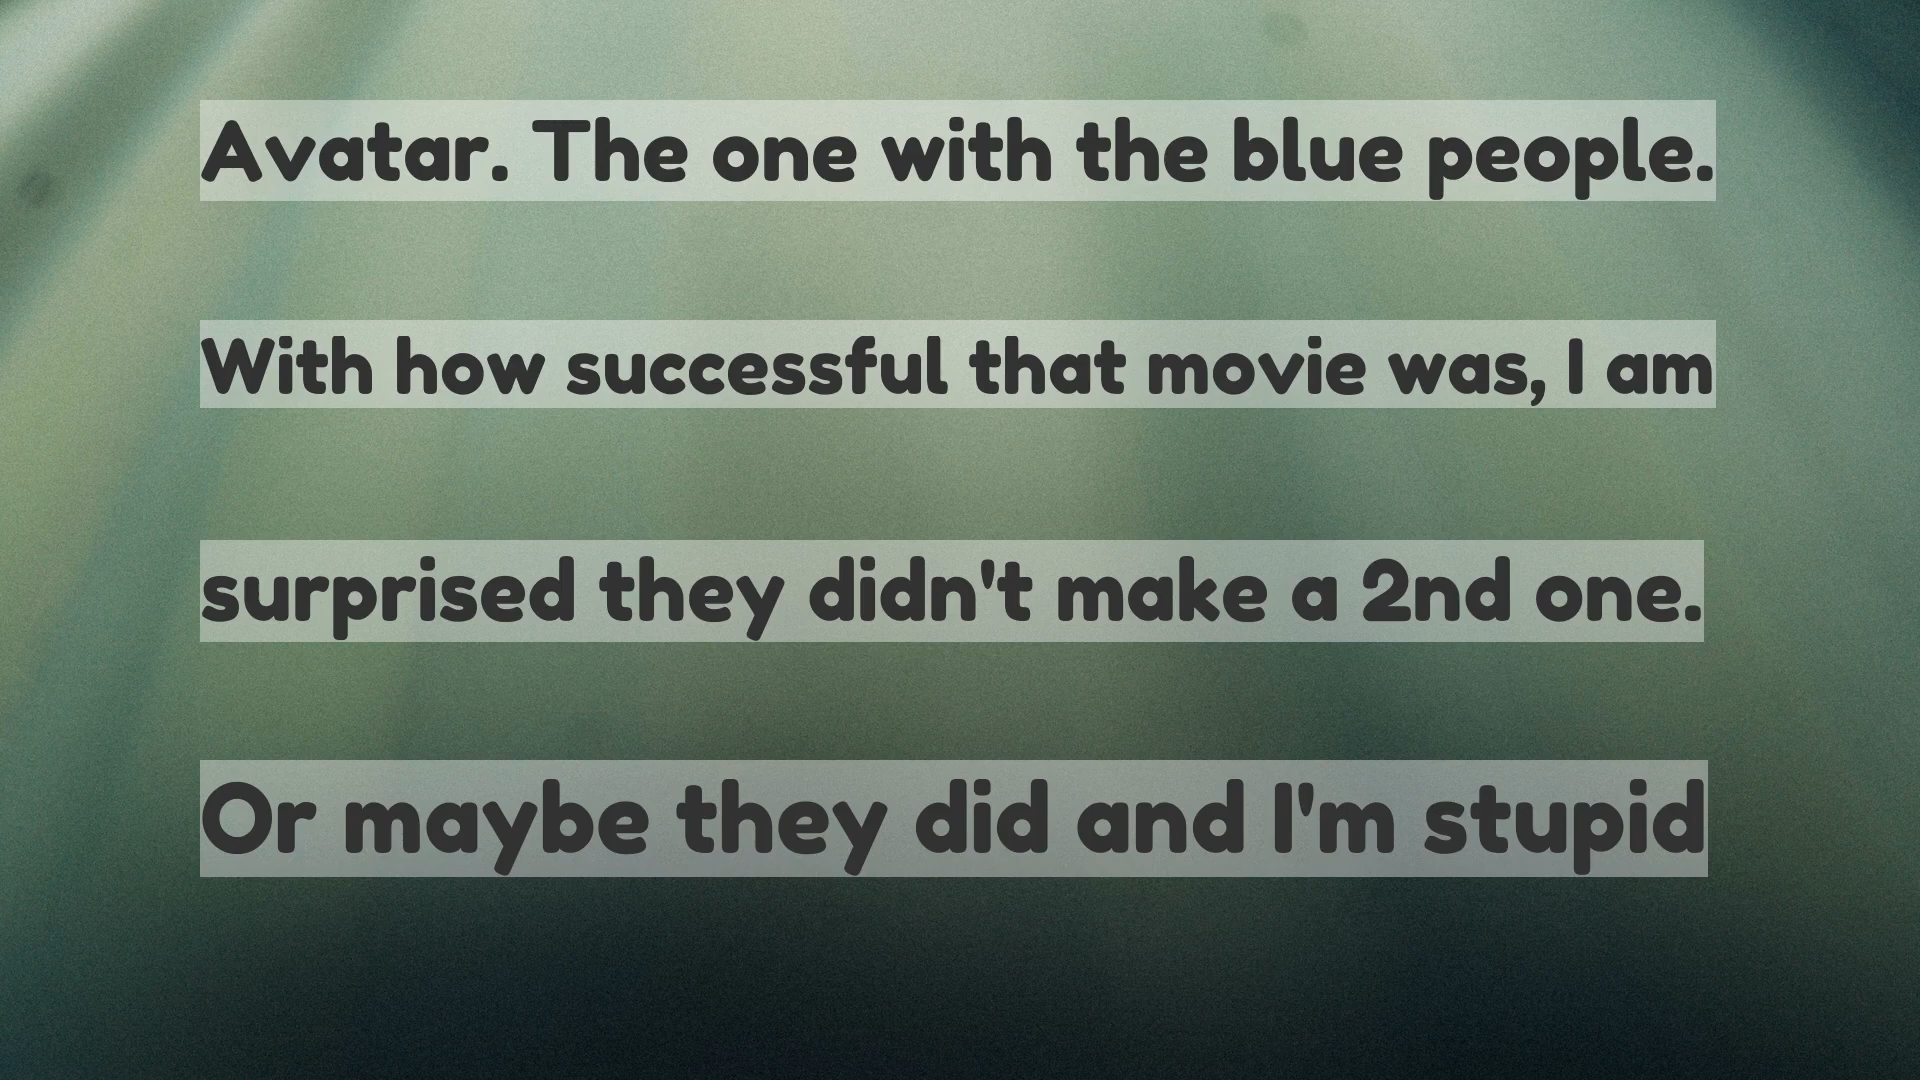 Avatar. The one with the blue people.
With how successful that movie was, I am
surprised they didn't make a 2nd one.
Or maybe they did and I'm stupid